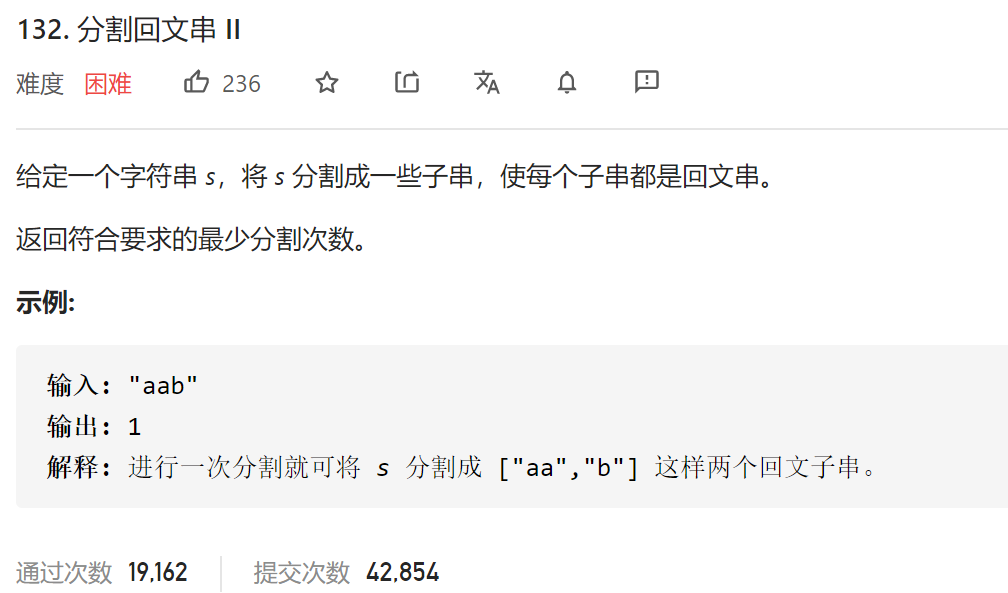 132. 分割回文串 II
难度 困难 236
给定一个字符串 s，将 s 分割成一些子串，使每个子串都是回文串。
返回符合要求的最少分割次数。
示例:
输入: "aab"
输出: 1
解释: 进行一次分割就可将 s 分割成 ["aa","b"] 这样两个回文子串。
通过次数 19,162 提交次数 42,854